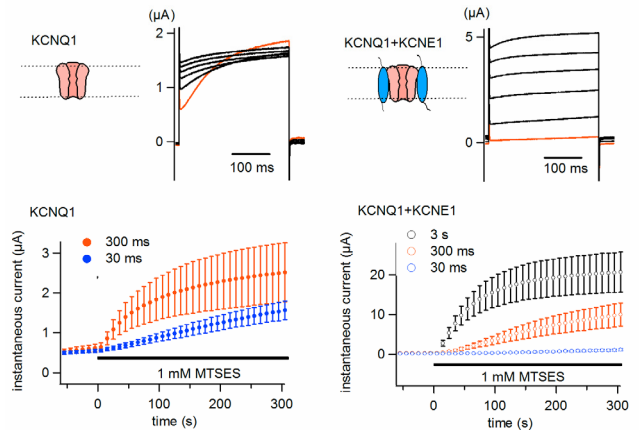 (μA)
KCNQ1
2
1
0
100 ms
(μA)
KCNQ1+KCNE1
5
0
100 ms
KCNQ1
300 ms
30 ms
instantaneous current (μA)
3
2
1
0
1 mM MTSES
0
100
200
300
time (s)
KCNQ1+KCNE1
3 s
300 ms
30 ms
instantaneous current (μA)
20
10
0
1 mM MTSES
0
100
200
300
time (s)